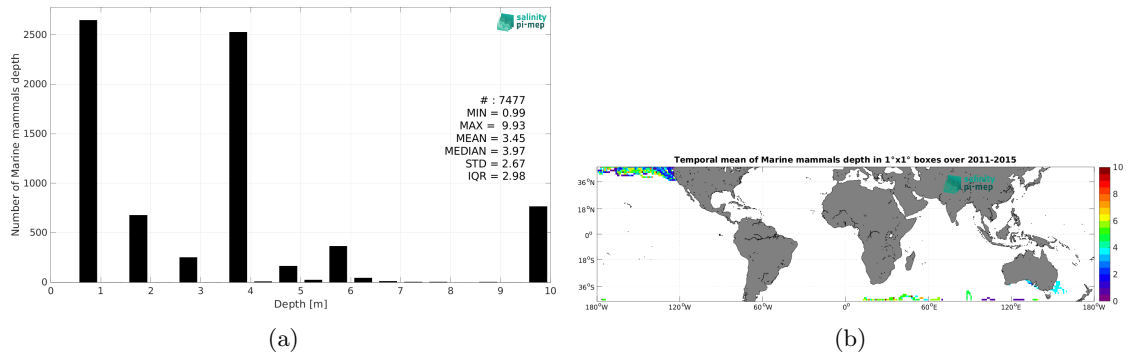 salinity
pi-mep
2500
2000
1500
1000
500
0
Number of Marine mammals depth
# : 7477
MIN = 0.99
MAX = 9.93
MEAN = 3.45
MEDIAN = 3.97
STD = 2.67
IQR = 2.98
0 1 2 3 4 5 6 7 8 9 10
Depth [m]
(a)
Temporal mean of Marine mammals depth in 1°x1° boxes over 2011-2015
salinity
pi-mep
36°N
18°N
0°
18°S
36°S
180°W 120°W 60°W 0° 60°E 120°E 180°E
10
8
6
4
2
0
(b)